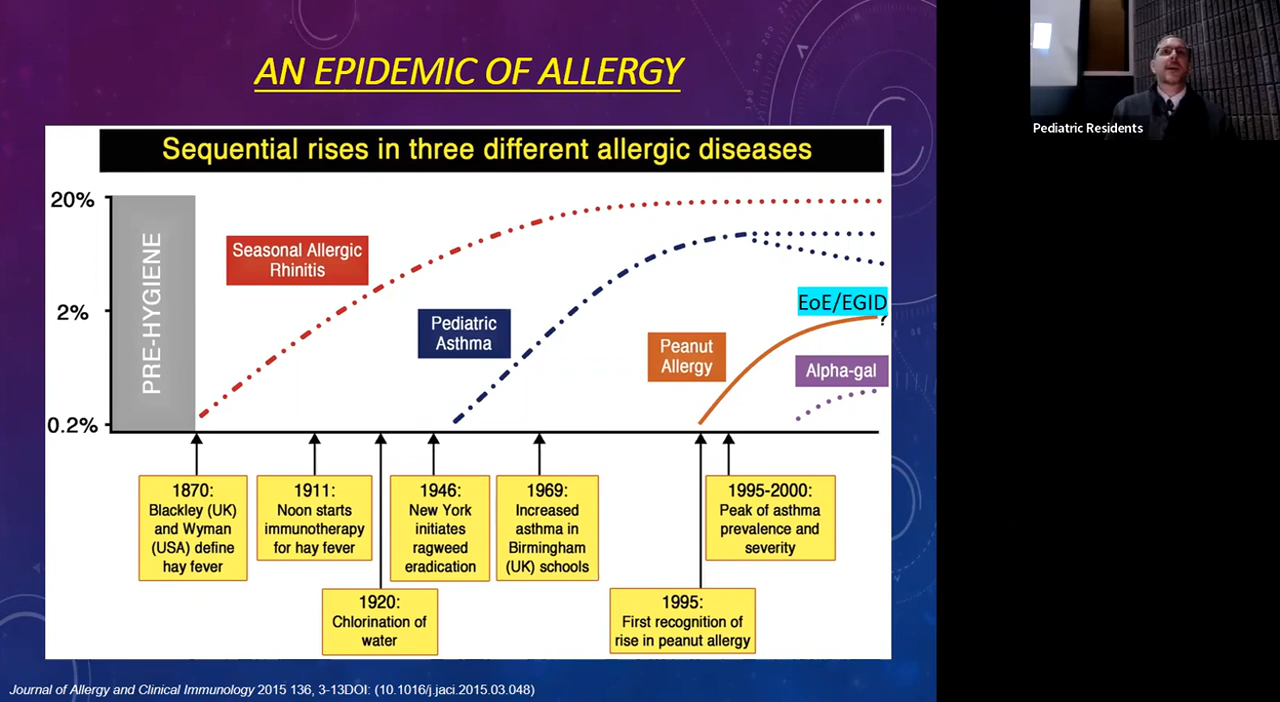 AN EPIDEMIC OF ALLERGY
Pediatric Residents
Sequential rises in three different allergic diseases
20%
2%
0.2%
PRE-HYGIENE
Seasonal Allergic
Rhinitis
Pediatric
Asthma
Peanut
Allergy
EoE/EGID
?
Alpha-gal
1870:
Blackley (UK)
and Wyman
(USA) define
hay fever
1911:
Noon starts
immunotherapy
for hay fever
1920:
Chlorination of
water
1946:
New York
initiates
ragweed
eradication
1969:
Increased
asthma in
Birmingham
(UK) schools
1995:
First recognition of
rise in peanut allergy
1995-2000:
Peak of asthma
prevalence and
severity
Journal of Allergy and Clinical Immunology 2015 136, 3-13DOI: (10.1016/j.jaci.2015.03.048)